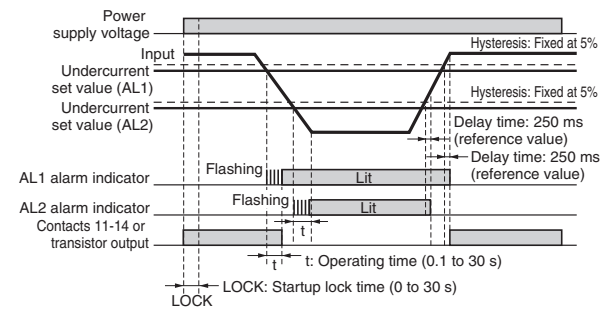 Power
supply voltage
Hysteresis: Fixed at 5%
Input
Undercurrent
set value (AL1)
Hysteresis: Fixed at 5%
Undercurrent
set value (AL2)
Delay time: 250 ms
(reference value)
Delay time: 250 ms
(reference value)
AL1 alarm indicator
Flashing
Lit
AL2 alarm indicator
Flashing
Lit
t
Contacts 11-14 or
transistor output
t
t: Operating time (0.1 to 30 s)
LOCK: Startup lock time (0 to 30 s)
LOCK